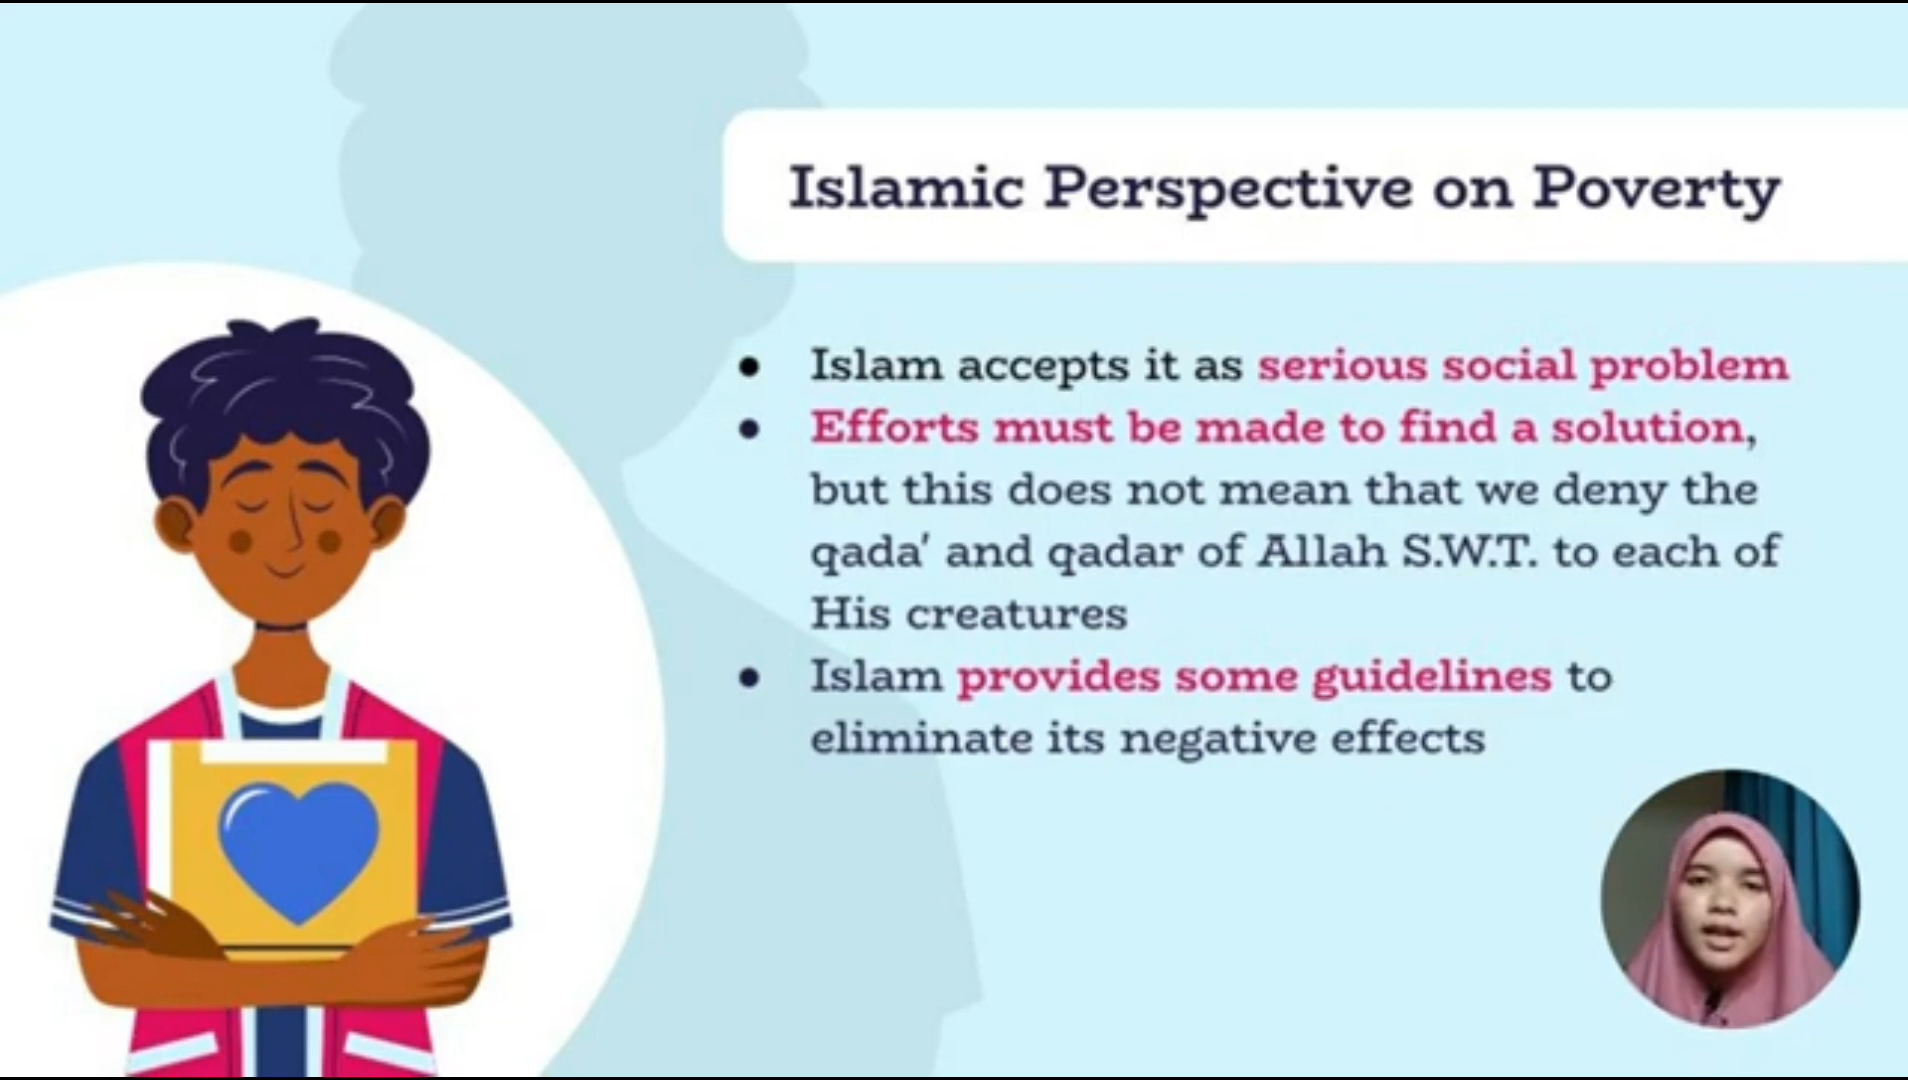 Islamic Perspective on Poverty
● Islam accepts it as serious social problem
● Efforts must be made to find a solution,
but this does not mean that we deny the
qada' and qadar of Allah S.W.T. to each of
His creatures
● Islam provides some guidelines to
eliminate its negative effects